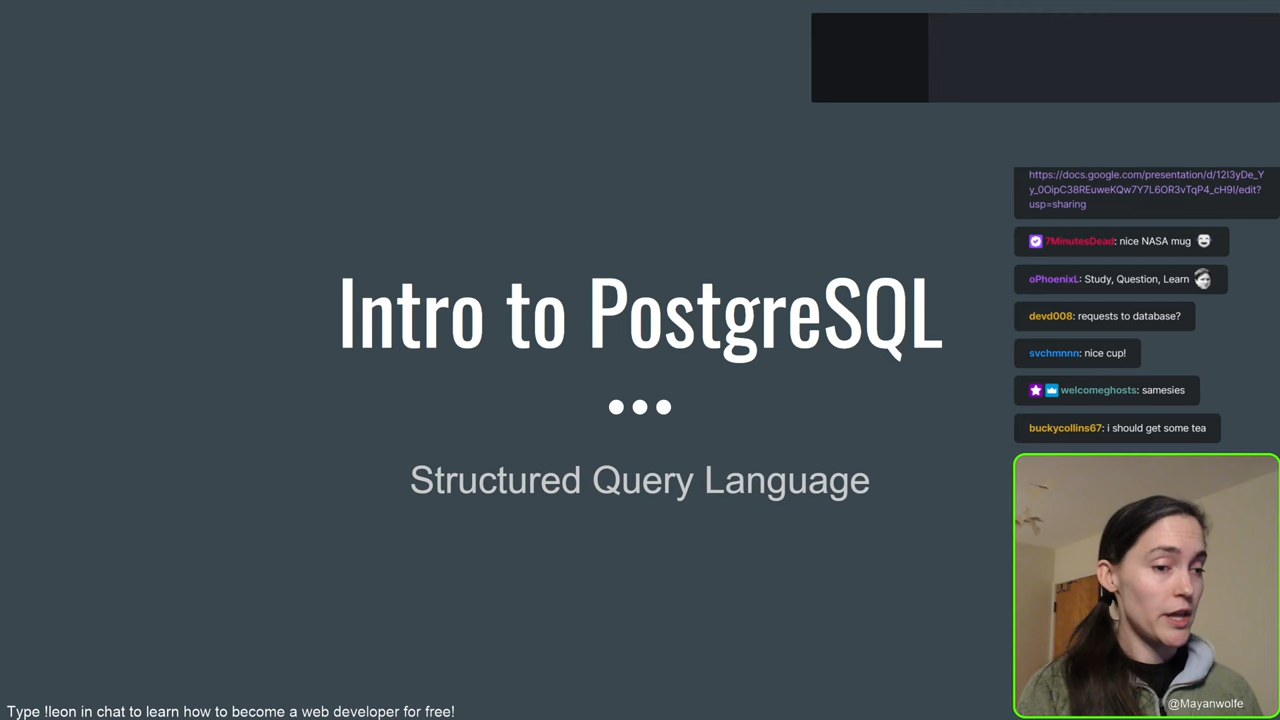 https://docs.google.com/presentation/d/12I3yDe_Y
y_0OipC38REuweKQw7Y7L6OR3vTqP4_cH9I/edit?
usp=sharing
7MinutesDead: nice NASA mug
oPhoenixL: Study, Question, Learn
devd008: requests to database?
svchmnnn: nice cup!
welcomeghosts: samesies
buckycollins67: i should get some tea
Intro to PostgreSQL
Structured Query Language
@Mayanwolfe
Type !leon in chat to learn how to become a web developer for free!